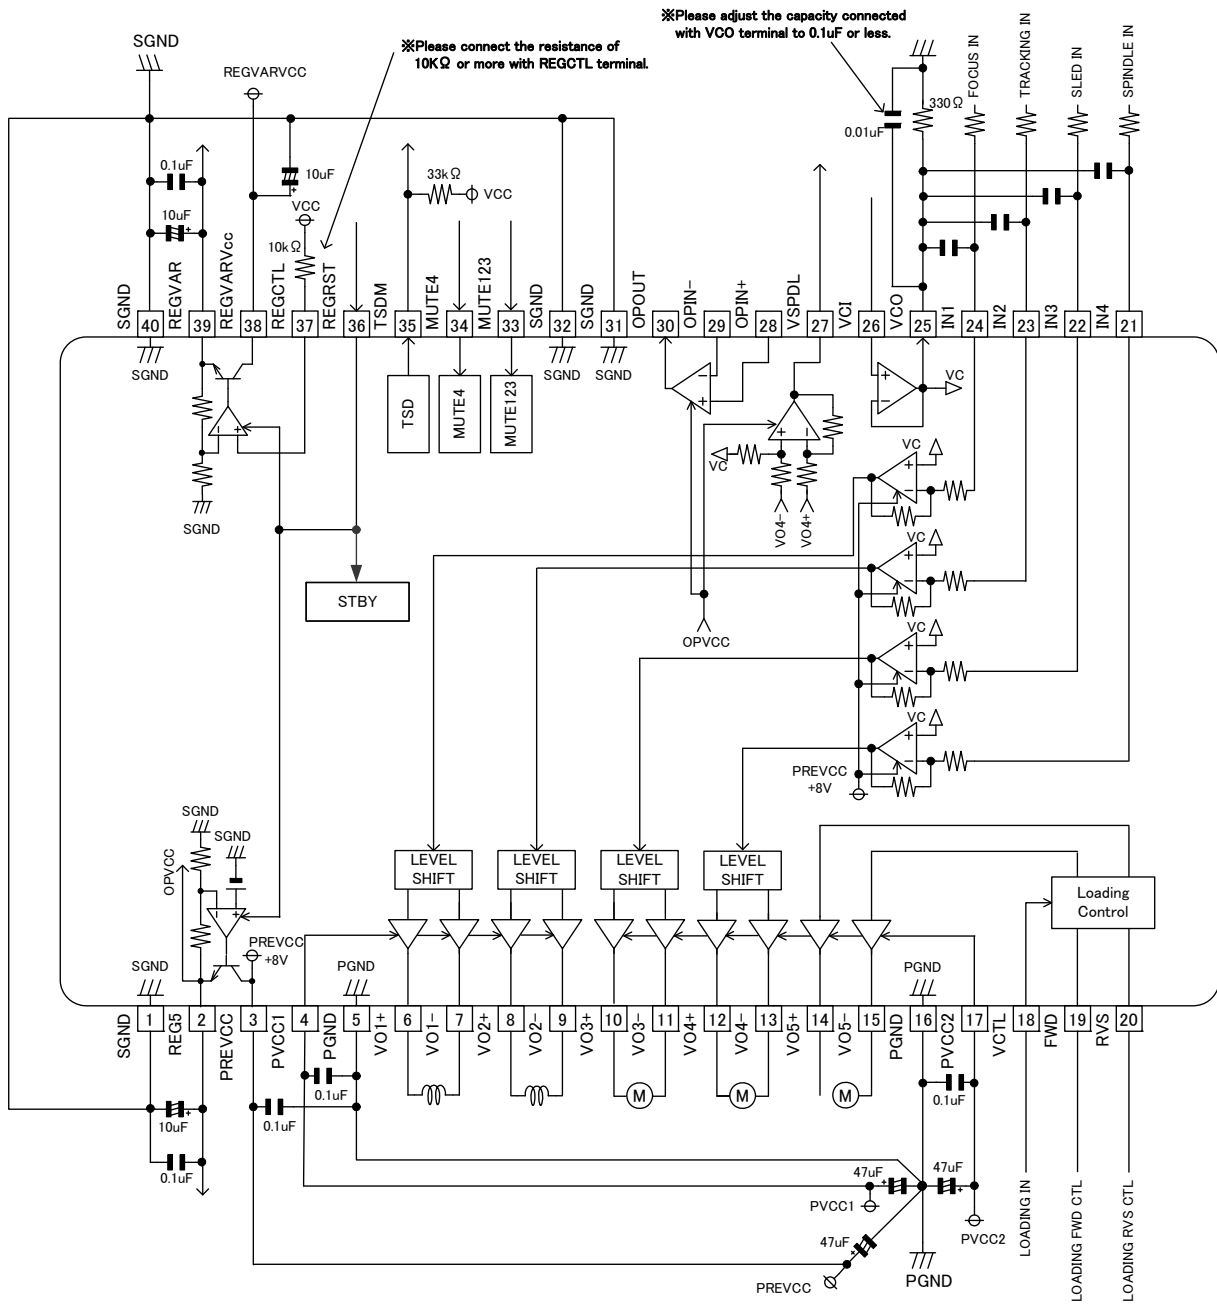 ※Please adjust the capacity connected
with VCO terminal to 0.1uF or less.
SGND
※Please connect the resistance of
10KΩ or more with REGCTL terminal.
REGVARVCC
FOCUS IN
TRACKING IN
SLED IN
SPINDLE IN
330Ω
0.01uF
0.1uF
10uF
10uF
33kΩ
VCC
VCC
10kΩ
SGND
REGVAR
REGVARVcc
REGCTL
REGRST
TSDM
MUTE4
MUTE123
SGND
SGND
OPOUT
OPIN-
OPIN+
VSPDL
VCI
VCO
IN1
IN2
IN3
IN4
40
39
38
37
36
35
34
33
32
31
30
29
28
27
26
25
24
23
22
21
SGND
SGND
SGND
TSD
MUTE4
MUTE123
- +
+ -
+ -
VC
VC
VO4-
VO4+
- +
SGND
STBY
OPVCC
VC
+ -
VC
+ -
VC
+ -
VC
+ -
PREVCC
+8V
SGND
SGND
OPVCC
- +
PREVCC
+8V
SGND
PGND
LEVEL
SHIFT
LEVEL
SHIFT
LEVEL
SHIFT
LEVEL
SHIFT
Loading
Control
PGND
1
2
3
4
5
6
7
8
9
10
11
12
13
14
15
16
17
18
19
20
SGND
REG5
PREVCC
PVCC1
PGND
VO1+
VO1-
VO2+
VO2-
VO3+
VO3-
VO4+
VO4-
VO5+
VO5-
PGND
PVCC2
VCTL
FWD
RVS
0.1uF
0.1uF
10uF
0.1uF
M
M
M
0.1uF
47uF
47uF
PVCC1
PVCC2
47uF
PREVCC
PGND
LOADING IN
LOADING FWD CTL
LOADING RVS CTL